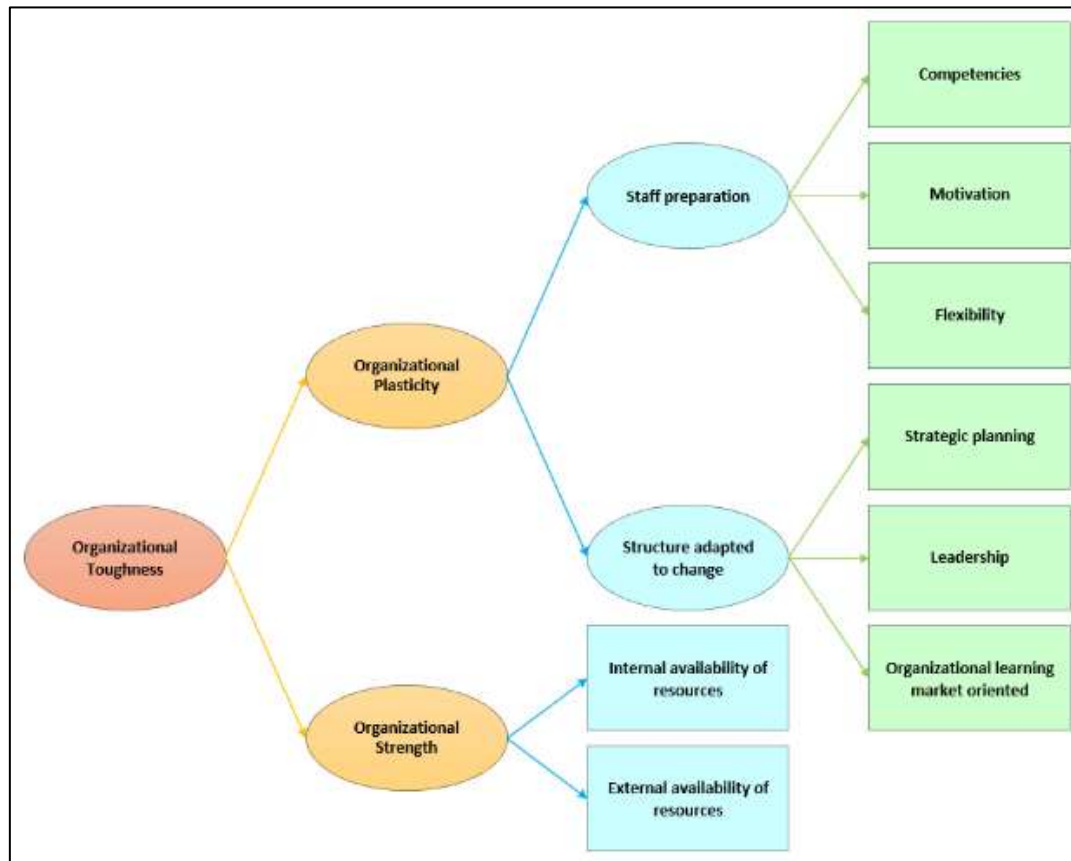 Competencies
Staff preparation
Motivation
Flexibility
Organizational
Plasticity
Strategic planning
Organizational
Toughness
Structure adapted
to change
Leadership
Internal availability of
resources
Organizational learning
market oriented
Organizational
Strength
External availability of
resources